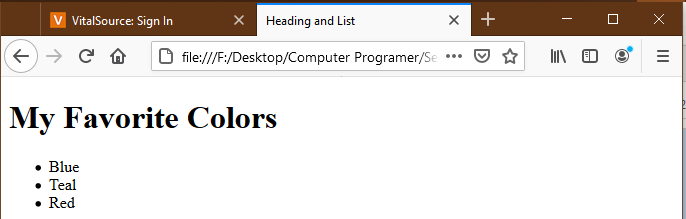 V VitalSource: Sign In
Heading and List
file:///F:/Desktop/Computer Programer/Se
My Favorite Colors
Blue
Teal
Red